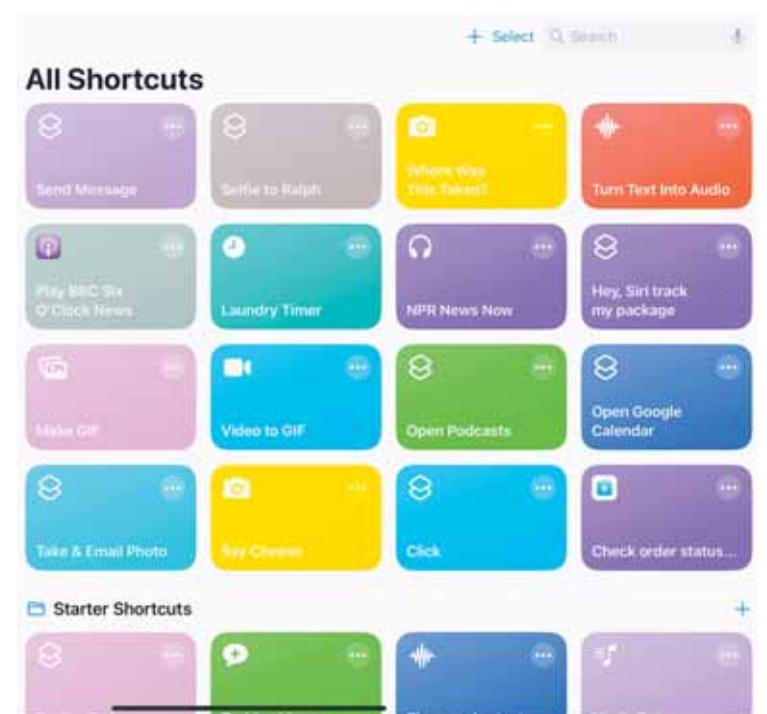 Select
Search
All Shortcuts
Send Message
Selfie to Ralph
Where Was
This Taken?
Turn Text Into Audio
Play BBC Six
O'Clock News
Laundry Timer
NPR News Now
Hey, Siri track
my package
Make GIF
Video to GIF
Open Podcasts
Open Google
Calendar
Take & Email Photo
Say Cheese
Click
Check order status...
Starter Shortcuts